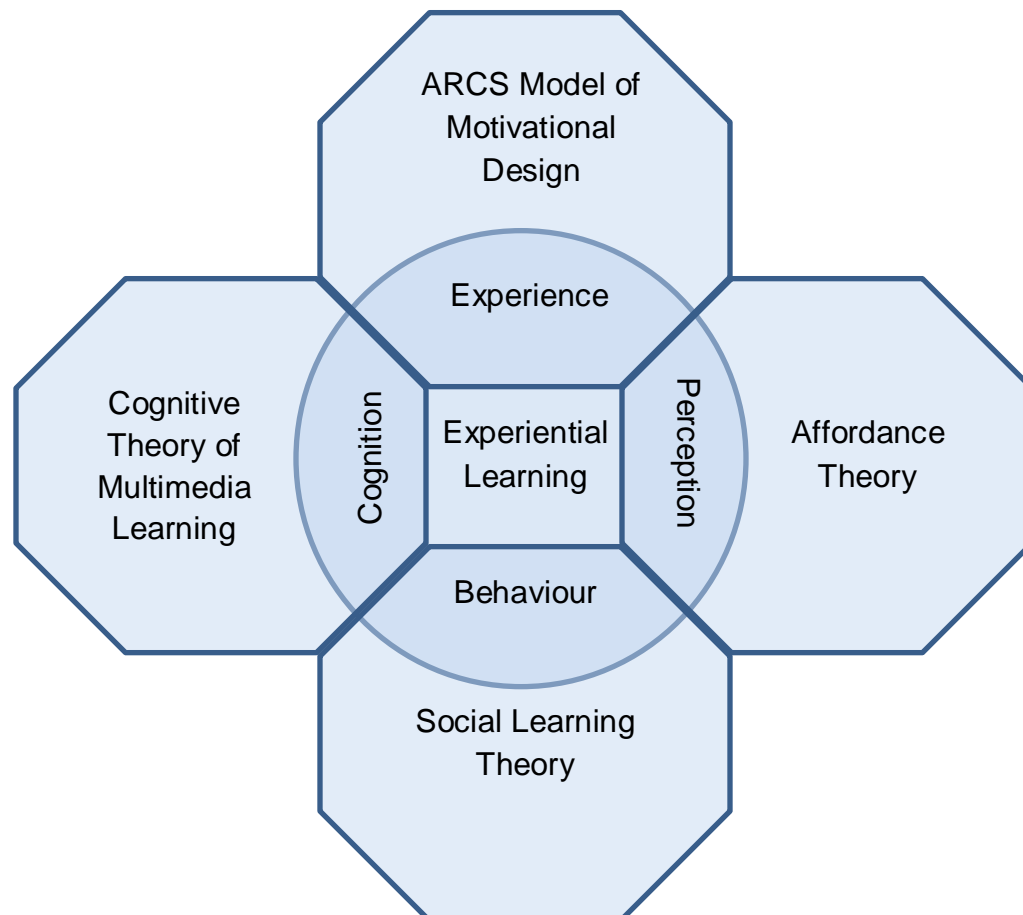 ARCS Model of
Motivational
Design
Experience
Cognitive
Theory of
Multimedia
Learning
Cognition
Experiential
Learning
Perception
Affordance
Theory
Behaviour
Social Learning
Theory